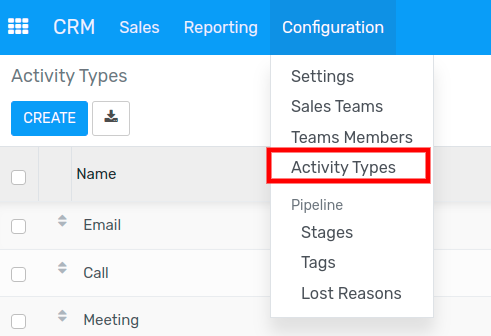 CRM Sales Reporting Configuration
Activity Types
CREATE
Settings
Sales Teams
Teams Members
Activity Types
Pipeline
Stages
Tags
Lost Reasons
Name
Email
Call
Meeting